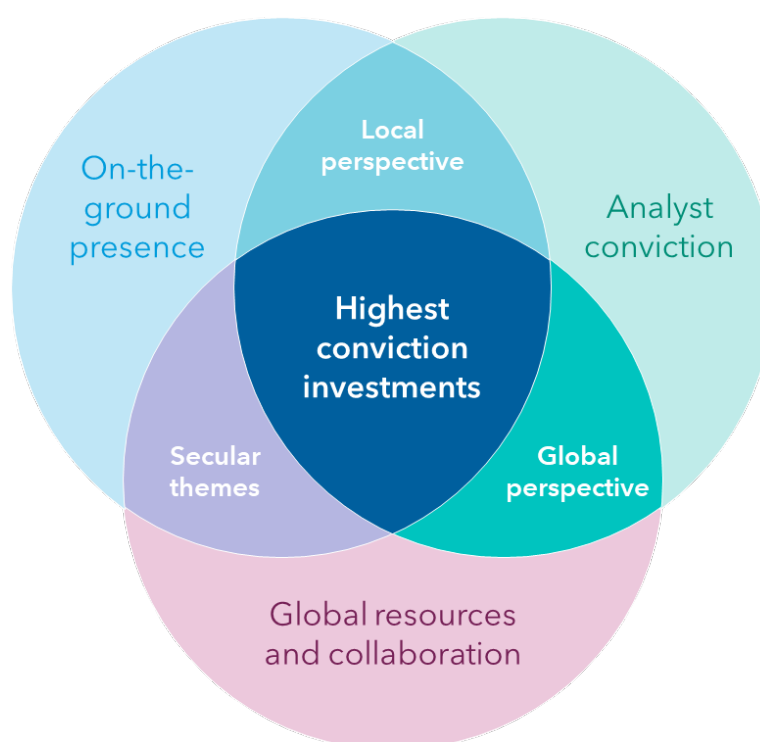 Local
perspective
On-the-
ground
presence
Analyst
conviction
Highest
conviction
investments
Secular
themes
Global
perspective
Global resources
and collaboration